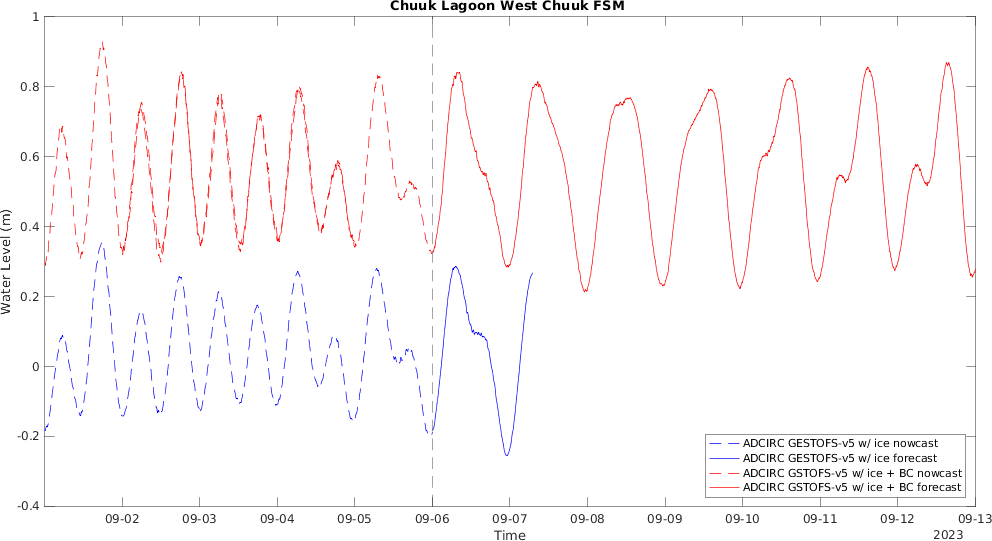 Chuuk Lagoon West Chuuk FSM
Water Level (m)
1
0.8
0.6
0.4
0.2
0
-0.2
-0.4
09-02 09-03 09-04 09-05 09-06 09-07 09-08 09-09 09-10 09-11 09-12 09-13
Time
2023
ADCIRC GESTOFS-v5 w/ ice nowcast
ADCIRC GESTOFS-v5 w/ ice forecast
ADCIRC GSTOFS-v5 w/ ice + BC nowcast
ADCIRC GSTOFS-v5 w/ ice + BC forecast